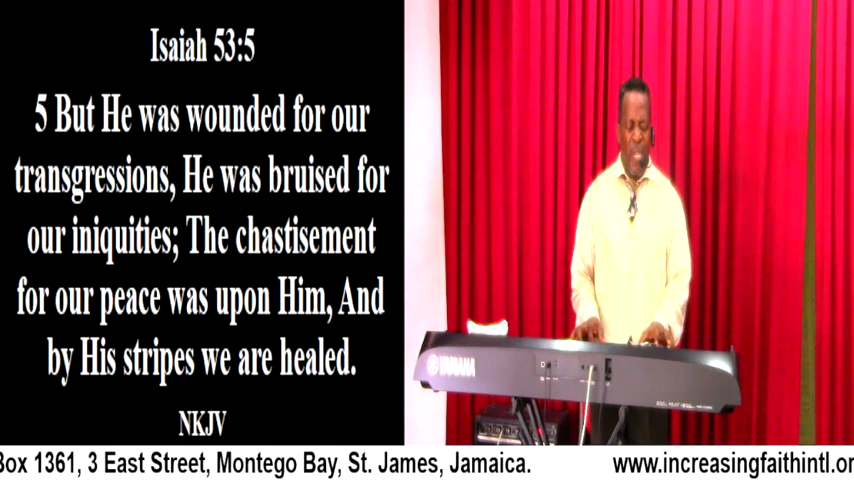 Isaiah 53:5
5 But He was wounded for our
transgressions, He was bruised for
our iniquities; The chastisement
for our peace was upon Him, And
by His stripes we are healed.
NKJV
YAMAHA
Box 1361, 3 East Street, Montego Bay, St. James, Jamaica. www.increasingfaithintl.or